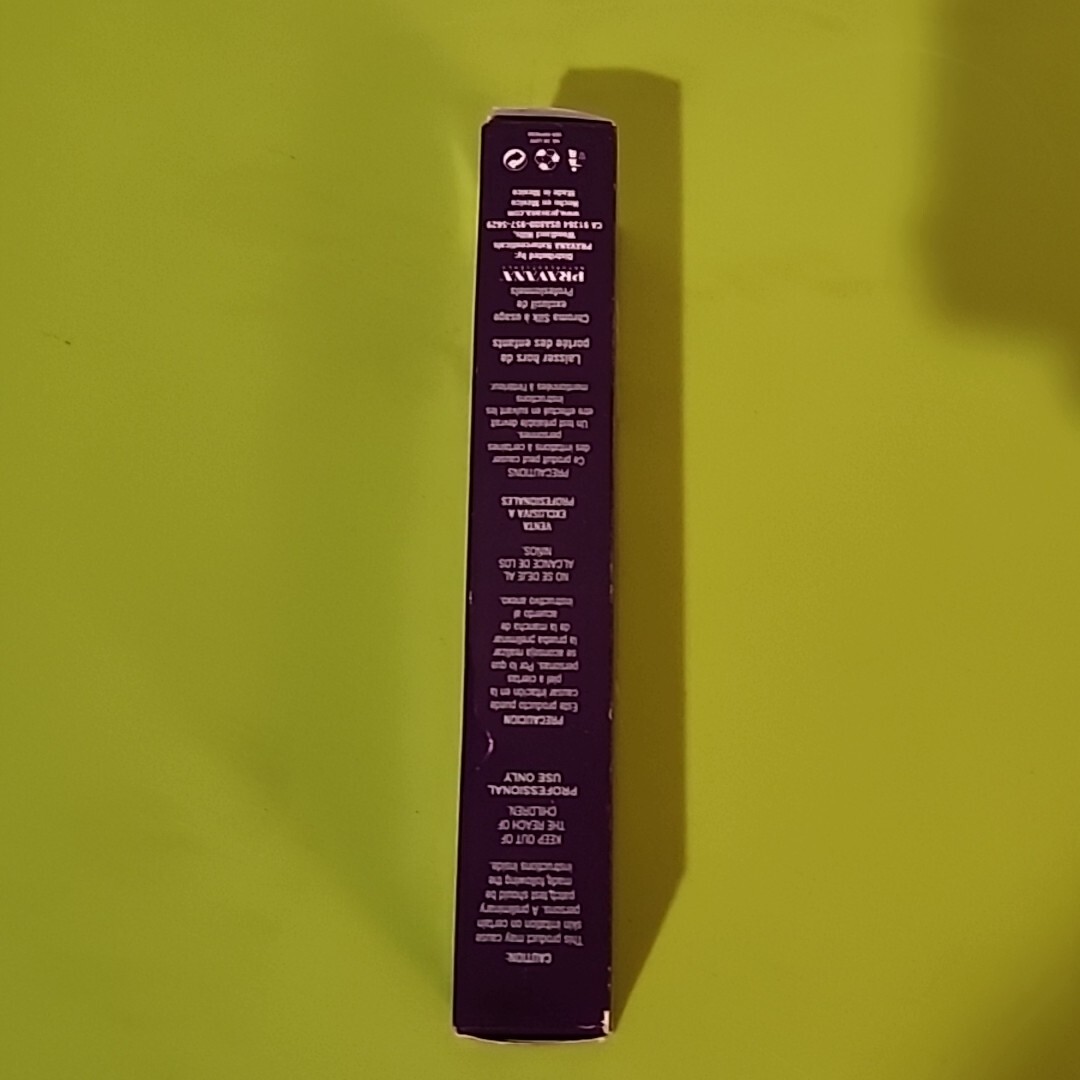 CAUTION:
This product may cause
skin irritation on certain
persons. A preliminary
patch test should be
made following the
instructions inside.
KEEP OUT OF
THE REACH OF
CHILDREN.
PROFESSIONAL
USE ONLY
PRECAUCION
Este producto puede
causar irritación en la
piel a ciertas
personas. Por lo que
se aconseja realizar
la prueba preliminar
de la mancha de
acuerdo al
instructivo anexo.
NO SE DEJE AL
ALCANCE DE LOS
NIÑOS.
VENTA
EXCLUSIVA A
PROFESIONALES
PRECAUTIONS
Ce produit peut causer
des irritations à certaines
personnes.
Un test préalable devrait
etre effectué en suivant les
instructions
mentionnées à l'intérieur.
Laisser hors da
portée des enfants
Chroma Silk à usage
exclusif de
Professionnels
PRAVANA
NATURCEUTICALS
Distributed by:
PRAVANA Naturceuticals
Woodland Hills,
CA 91364 USA800-957-5629
www.pravana.com
Hecho en Mexico
Made in Mexico